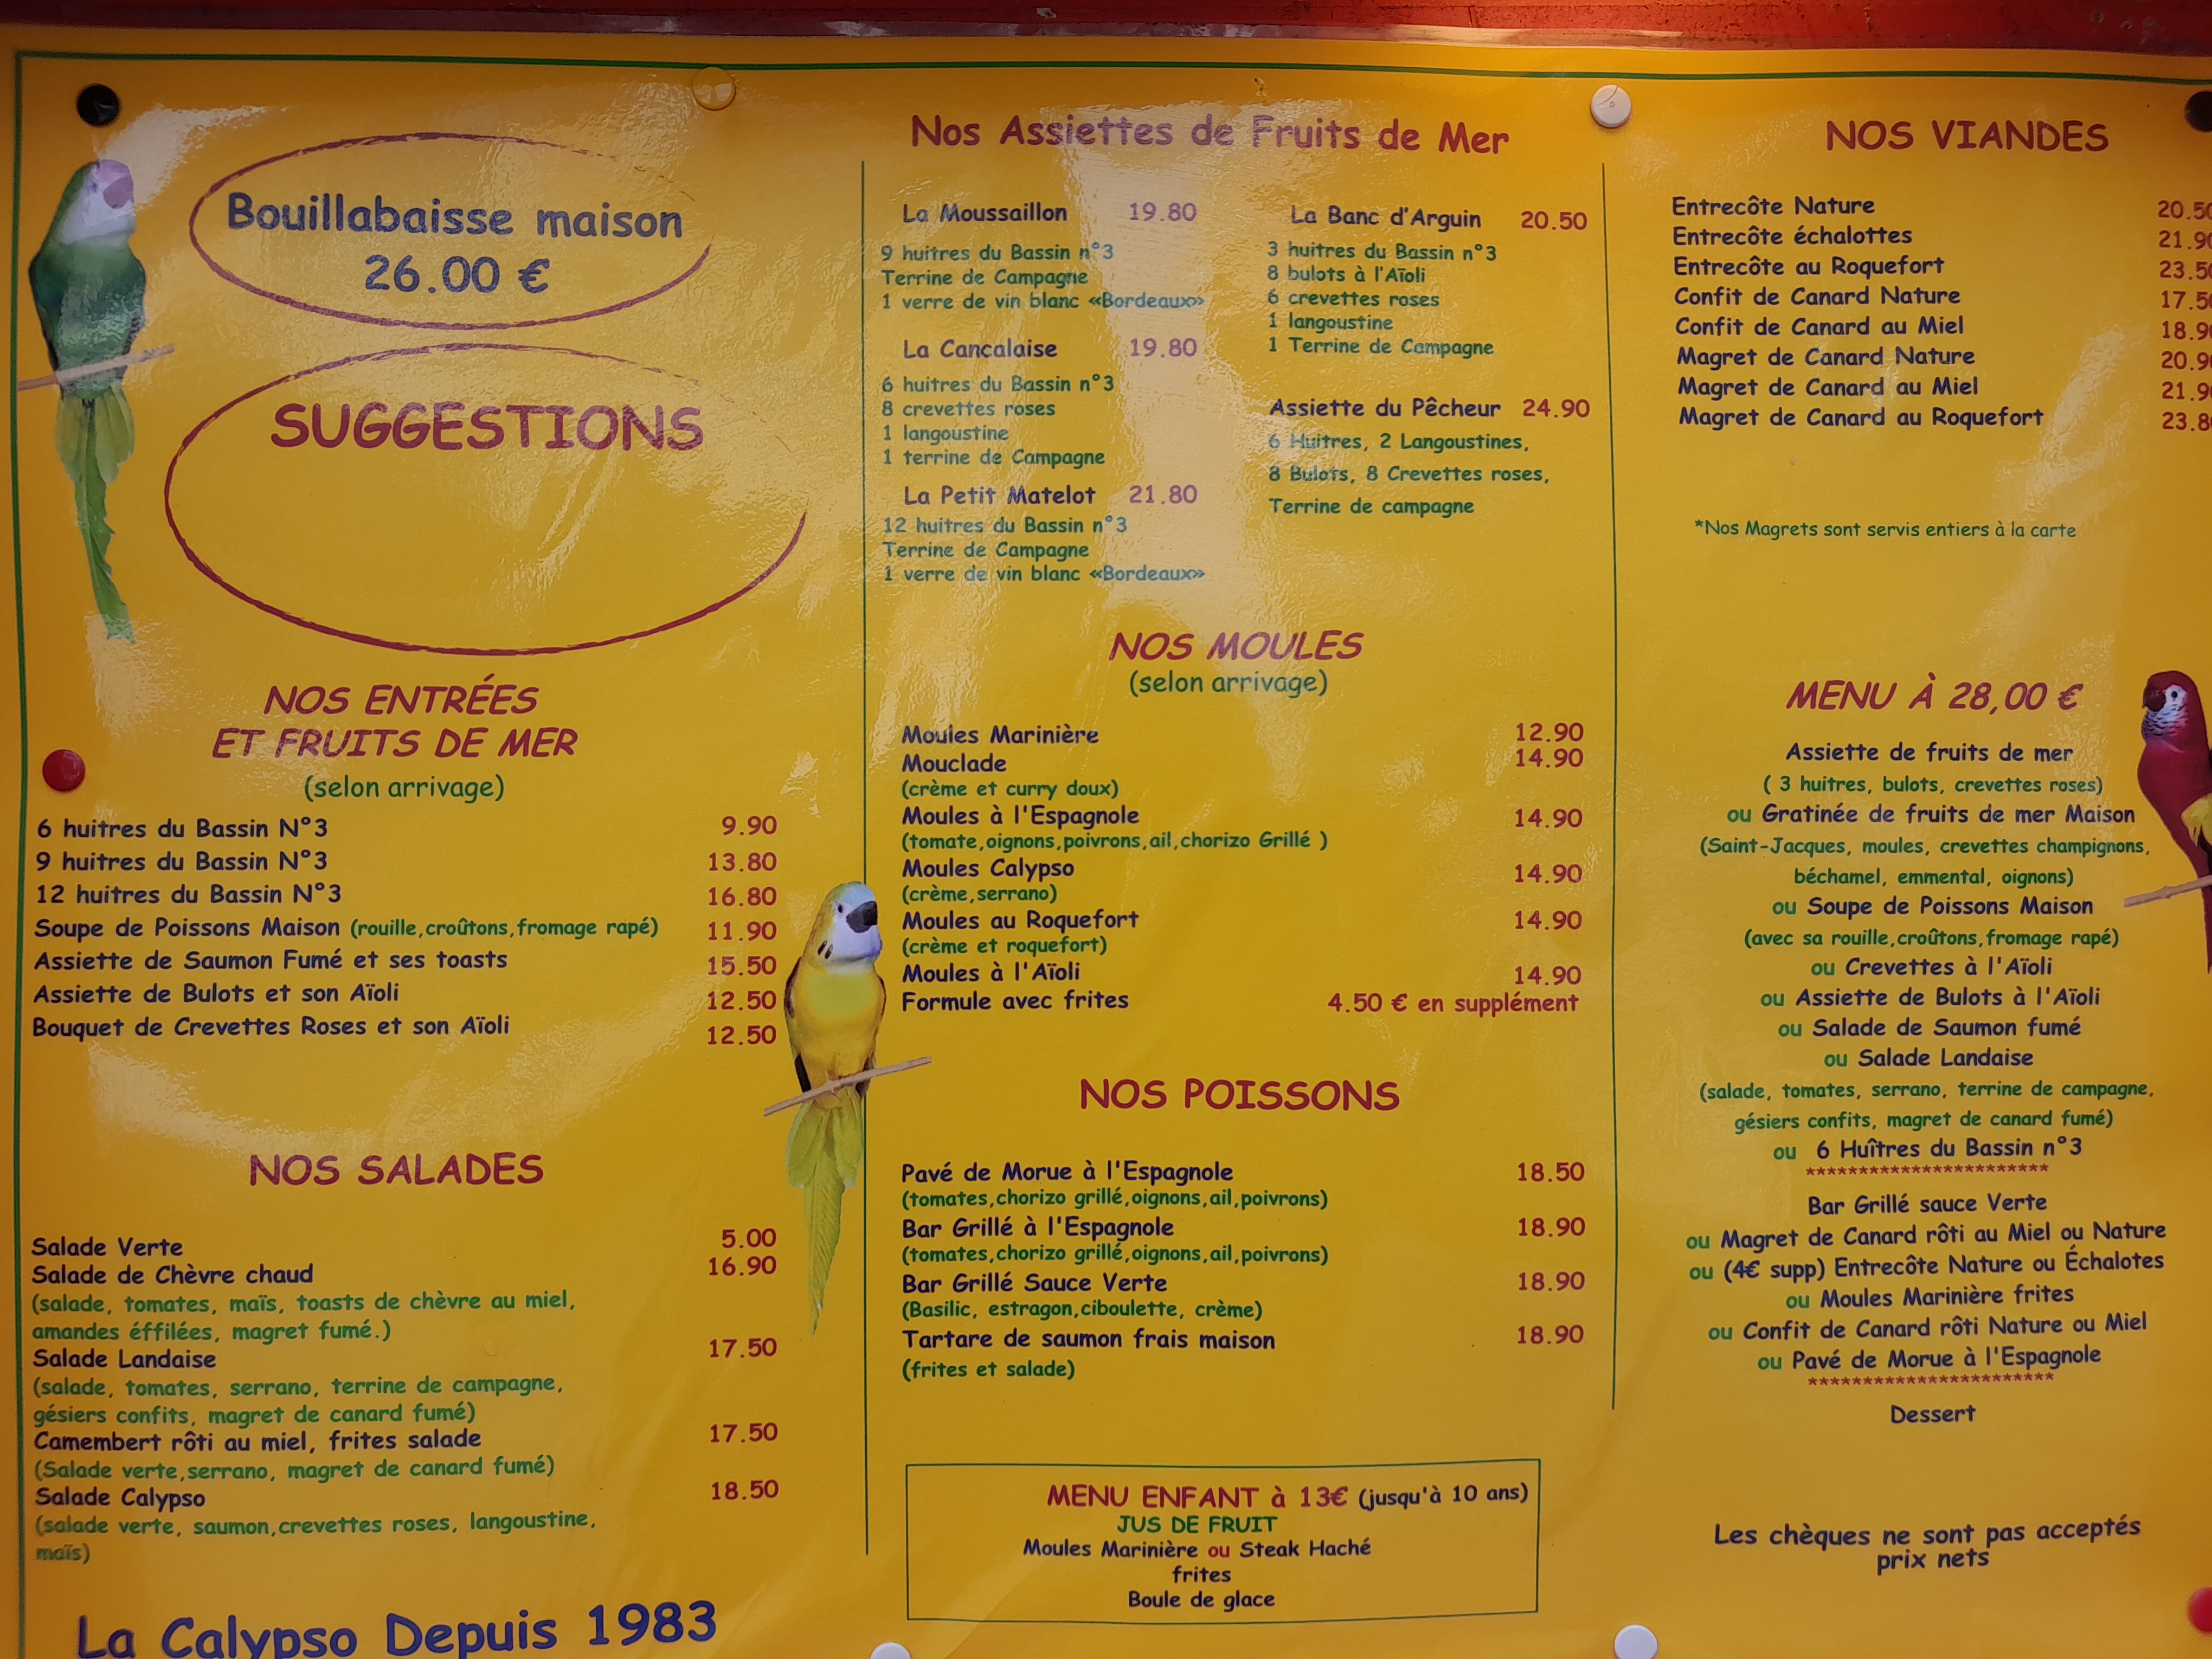 Bouillabaisse maison
26.00 €
SUGGESTIONS
NOS ENTRÉES
ET FRUITS DE MER
(selon arrivage)
6 huitres du Bassin N°3 9.90
9 huitres du Bassin N°3 13.80
12 huitres du Bassin N°3 16.80
Soupe de Poissons Maison (rouille,croûtons,fromage rapé) 11.90
Assiette de Saumon Fumé et ses toasts 15.50
Assiette de Bulots et son Aïoli 12.50
Bouquet de Crevettes Roses et son Aïoli 12.50
NOS SALADES
Salade Verte 5.00
Salade de Chèvre chaud 16.90
(salade, tomates, maïs, toasts de chèvre au miel,
amandes éffilées, magret fumé.)
Salade Landaise 17.50
(salade, tomates, serrano, terrine de campagne,
gésiers confits, magret de canard fumé)
Camembert rôti au miel, frites salade 17.50
(Salade verte,serrano, magret de canard fumé)
Salade Calypso 18.50
(salade verte, saumon,crevettes roses, langoustine,
maïs)
La Calypso Depuis 1983
Nos Assiettes de Fruits de Mer
La Moussaillon 19.80
9 huitres du Bassin n°3
Terrine de Campagne
1 verre de vin blanc «Bordeaux»
La Cancalaise 19.80
6 huitres du Bassin n°3
8 crevettes roses
1 langoustine
1 terrine de Campagne
La Petit Matelot 21.80
12 huitres du Bassin n°3
Terrine de Campagne
1 verre de vin blanc «Bordeaux»
La Banc d'Arguin 20.50
3 huitres du Bassin n°3
8 bulots à l'Aïoli
6 crevettes roses
1 langoustine
1 Terrine de Campagne
Assiette du Pêcheur 24.90
6 Huitres, 2 Langoustines,
8 Bulots, 8 Crevettes roses,
Terrine de campagne
NOS MOULES
(selon arrivage)
Moules Marinière 12.90
Mouclade 14.90
(crème et curry doux)
Moules à l'Espagnole 14.90
(tomate,oignons,poivrons,ail,chorizo Grillé )
Moules Calypso 14.90
(crème,serrano)
Moules au Roquefort 14.90
(crème et roquefort)
Moules à l'Aïoli 14.90
Formule avec frites 4.50 € en supplément
NOS POISSONS
Pavé de Morue à l'Espagnole 18.50
(tomates,chorizo grillé,oignons,ail,poivrons)
Bar Grillé à l'Espagnole 18.90
(tomates,chorizo grillé,oignons,ail,poivrons)
Bar Grillé Sauce Verte 18.90
(Basilic, estragon,ciboulette, crème)
Tartare de saumon frais maison 18.90
(frites et salade)
MENU ENFANT à 13€ (jusqu'à 10 ans)
JUS DE FRUIT
Moules Marinière ou Steak Haché
frites
Boule de glace
NOS VIANDES
Entrecôte Nature 20.50
Entrecôte échalottes 21.90
Entrecôte au Roquefort 23.50
Confit de Canard Nature 17.50
Confit de Canard au Miel 18.90
Magret de Canard Nature 20.90
Magret de Canard au Miel 21.90
Magret de Canard au Roquefort 23.8
*Nos Magrets sont servis entiers à la carte
MENU À 28,00 €
Assiette de fruits de mer
( 3 huitres, bulots, crevettes roses)
ou Gratinée de fruits de mer Maison
(Saint-Jacques, moules, crevettes champignons,
béchamel, emmental, oignons)
ou Soupe de Poissons Maison
(avec sa rouille,croûtons,fromage rapé)
ou Crevettes à l'Aïoli
ou Assiette de Bulots à l'Aïoli
ou Salade de Saumon fumé
ou Salade Landaise
(salade, tomates, serrano, terrine de campagne,
gésiers confits, magret de canard fumé)
ou 6 Huîtres du Bassin n°3
***********************
Bar Grillé sauce Verte
ou Magret de Canard rôti au Miel ou Nature
ou (4€ supp) Entrecôte Nature ou Échalotes
ou Moules Marinière frites
ou Confit de Canard rôti Nature ou Miel
ou Pavé de Morue à l'Espagnole
***********************
Dessert
Les chèques ne sont pas acceptés
prix nets